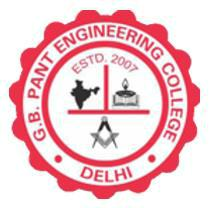 G.B. PANT ENGINEERING COLLEGE
ESTD. 2007
• DELHI •